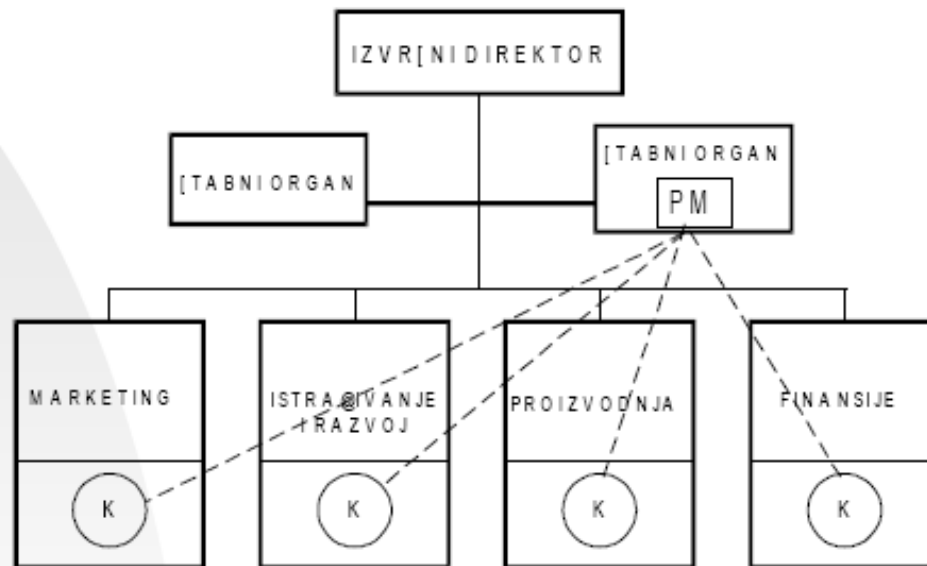 IZVR[NI DIREKTOR
[TABNI ORGAN
[TABNI ORGAN
PM
MARKETING
ISTRA@IVANJE
I RAZVOJ
PROIZVODNJA
FINANSIJE
K
K
K
K